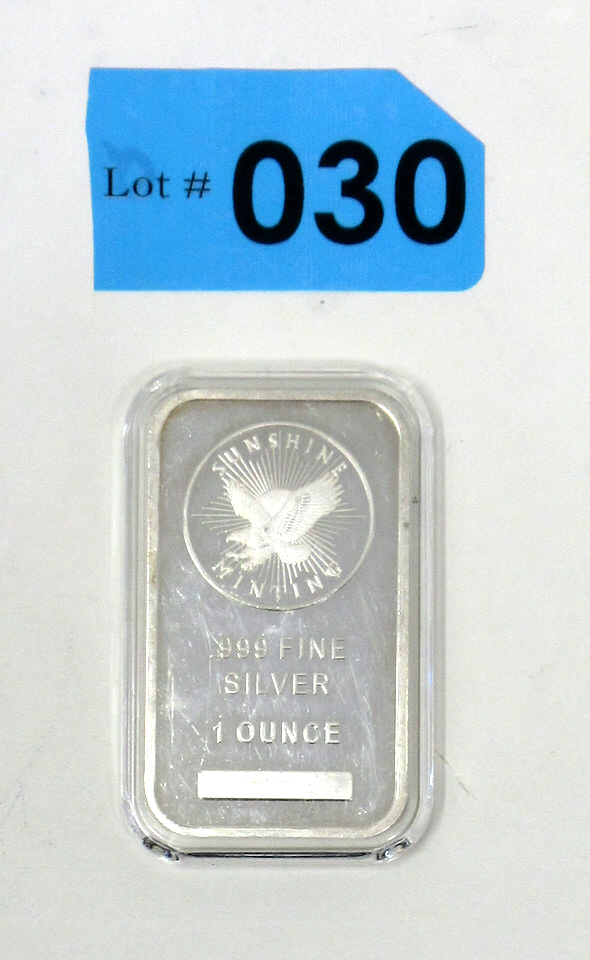 Lot # 030
SUNSHINE
MINTING
.999 FINE
SILVER
1 OUNCE